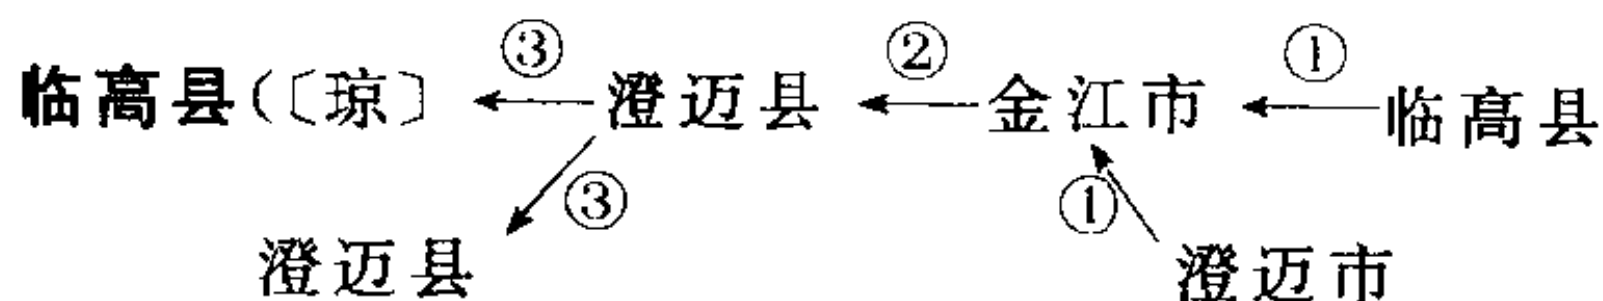 ③ ② ①
临高县(〔琼〕 ← 澄迈县 ← 金江市 ← 临高县
③ ①
澄迈县 澄迈市